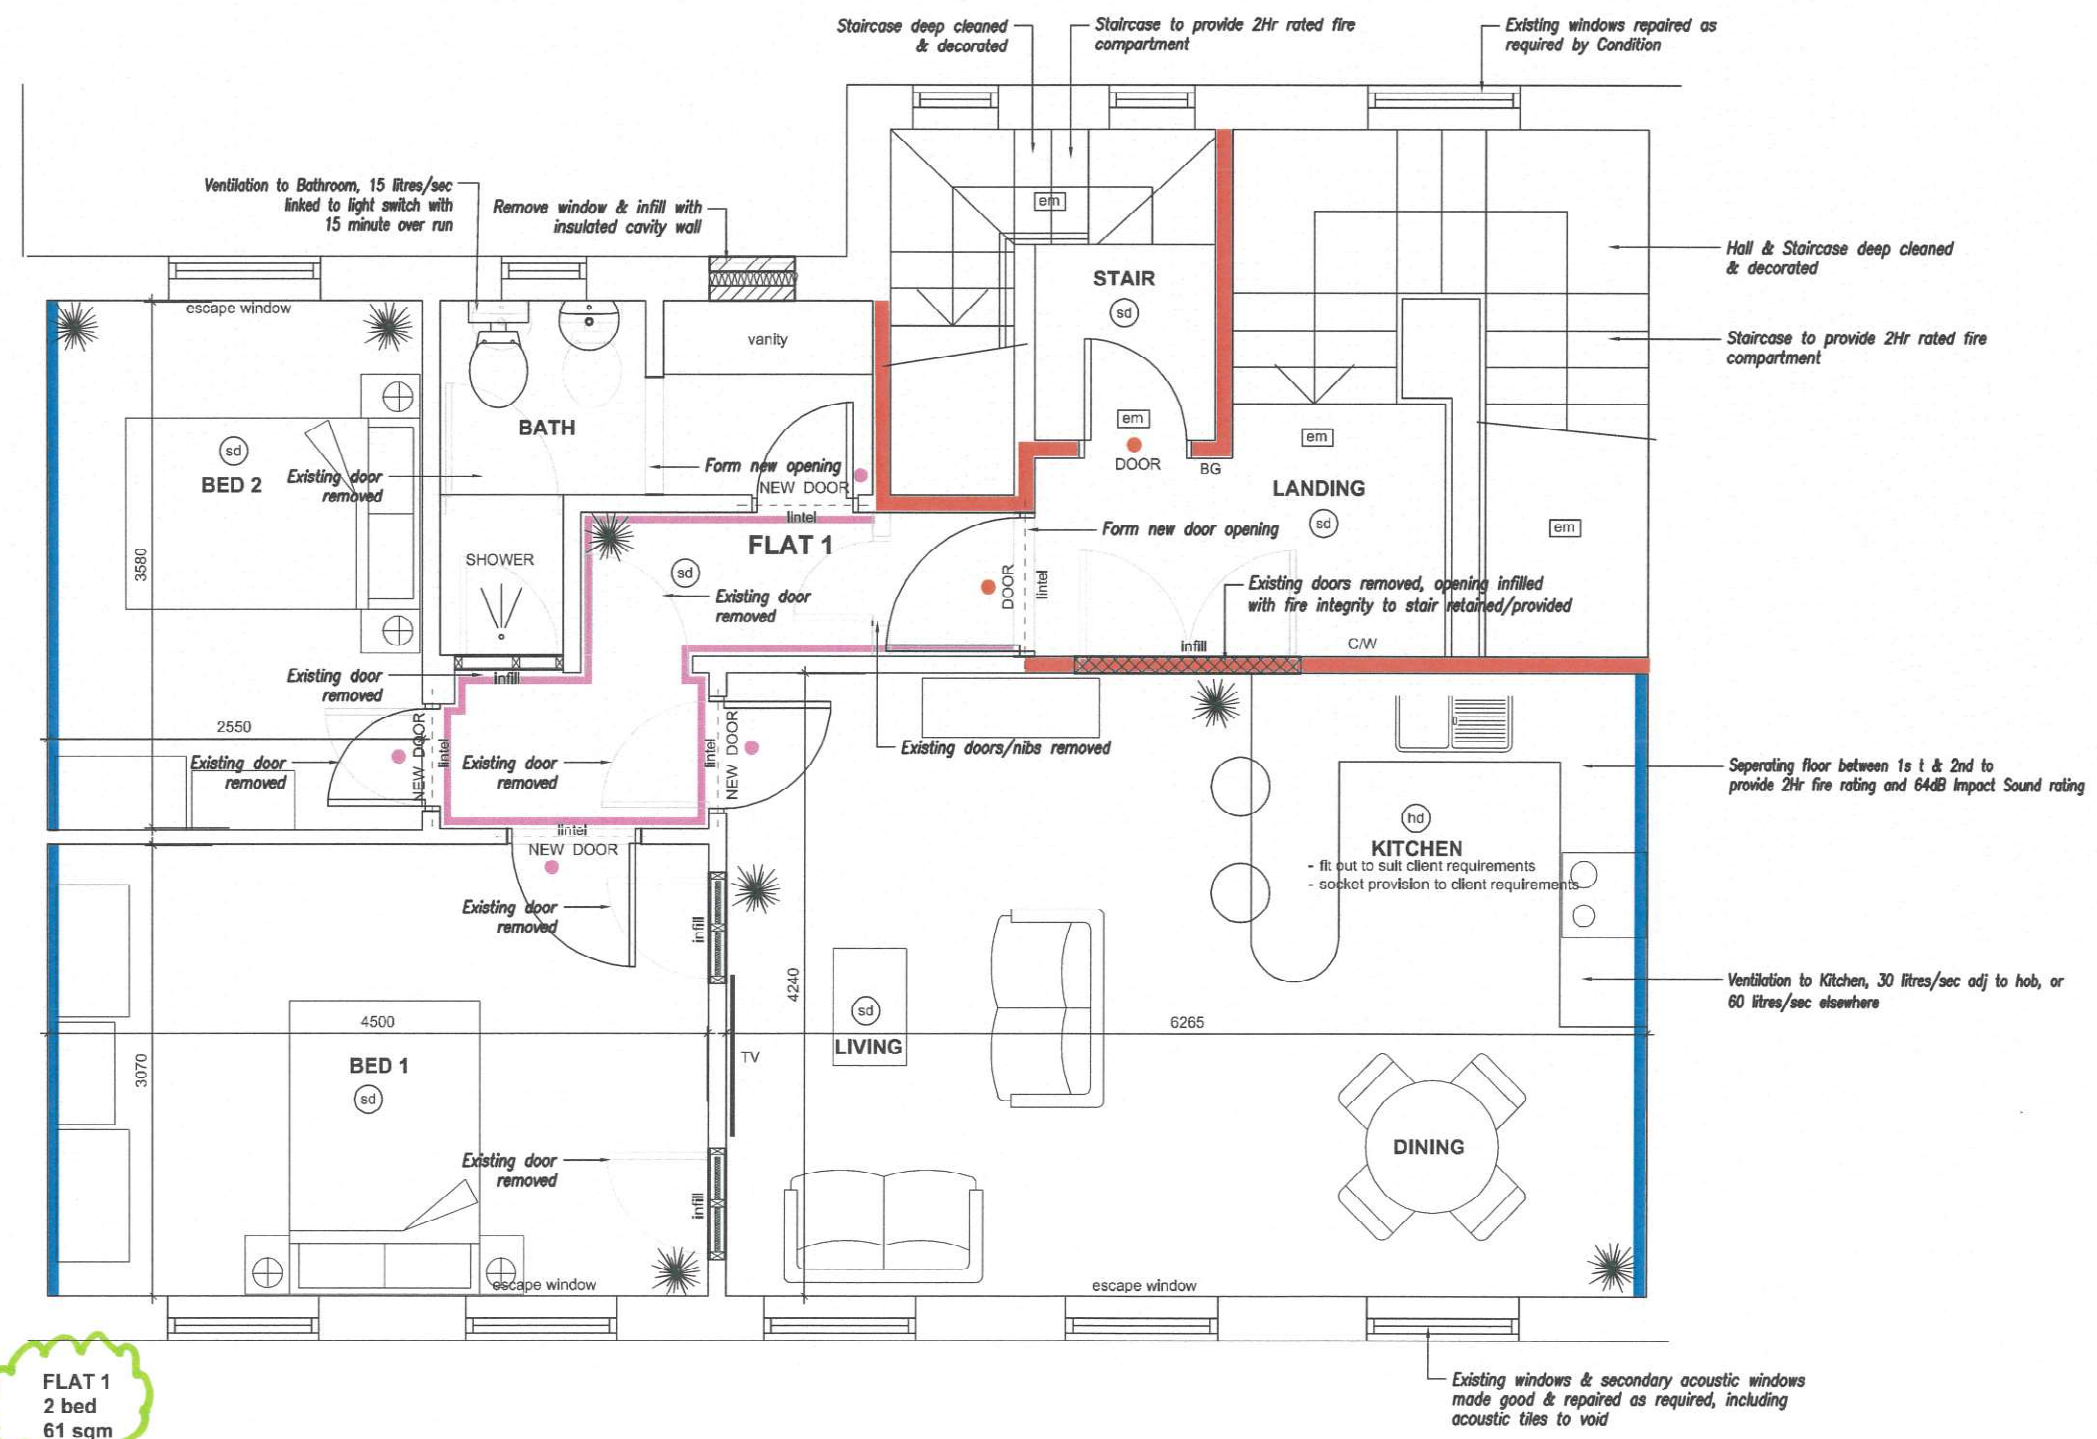 Staircase deep cleaned
& decorated
Staircase to provide 2Hr rated fire
compartment
Existing windows repaired as
required by Condition
Ventilation to Bathroom, 15 litres/sec
linked to light switch with
15 minute over run
Remove window & infill with
insulated cavity wall
em
STAIR
sd
Hall & Staircase deep cleaned
& decorated
Staircase to provide 2Hr rated fire
compartment
escape window
vanity
BATH
sd
BED 2
Existing door
removed
Form new opening
NEW DOOR
lintel
em
DOOR
BG
em
LANDING
sd
em
Form new door opening
FLAT 1
sd
SHOWER
3580
Existing door
removed
DOOR
lintel
Existing doors removed, opening infilled
with fire integrity to stair retained/provided
infill
C/W
Existing door
removed
infill
2550
Existing door
removed
NEW DOOR
lintel
Existing door
removed
lintel
NEW DOOR
Existing doors/nibs removed
Seperating floor between 1s t & 2nd to
provide 2Hr fire rating and 64dB Impact Sound rating
hd
KITCHEN
- fit out to suit client requirements
- socket provision to client requirements
lintel
NEW DOOR
Existing door
removed
infill
4240
Ventilation to Kitchen, 30 litres/sec adj to hob, or
60 litres/sec elsewhere
sd
LIVING
4500
6265
TV
3070
BED 1
sd
DINING
Existing door
removed
infill
escape window
escape window
FLAT 1
2 bed
61 sqm
Existing windows & secondary acoustic windows
made good & repaired as required, including
acoustic tiles to void